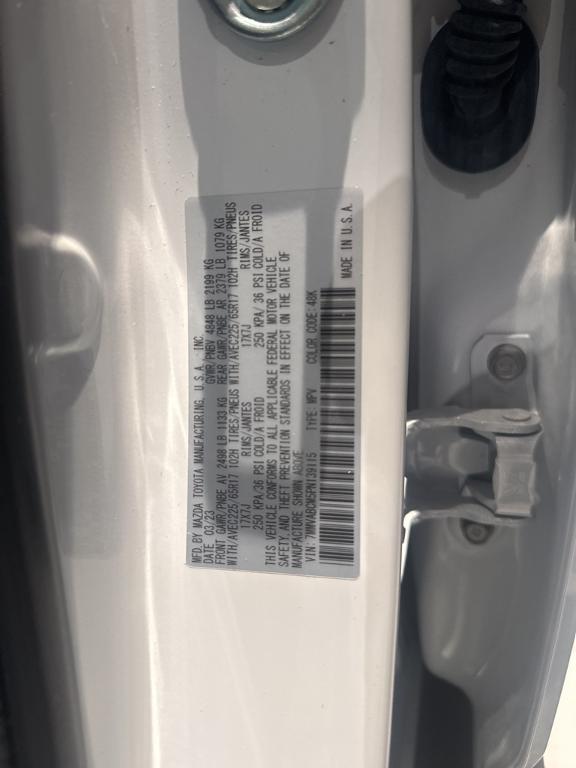 MFD.BY MAZDA TOYOTA MANUFACTURING, U.S.A., INC
DATE 03/23 GVWR/PNBV 4848 LB 2199 KG
FRONT GAWR/PNBE AV 2498 LB 1133 KG REAR GAWR/PNBE AR 2379 LB 1079 KG
WITH/AVEC225/65R17 102H TIRES/PNEUS WITH/AVEC225/65R17 102H TIRES/PNEUS
17X7J RIMS/JANTES 17X7J RIMS/JANTES
250 KPA/36 PSI COLD/A FROID 250 KPA/ 36 PSI COLD/A FROID
THIS VEHICLE CONFORMS TO ALL APPLICABLE FEDERAL MOTOR VEHICLE
SAFETY, AND THEFT PREVENTION STANDARDS IN EFFECT ON THE DATE OF
MANUFACTURE SHOWN ABOVE.
VIN: 7MMVABCM5PN139115 TYPE: MPV COLOR CODE: 48K
MADE IN U.S.A.